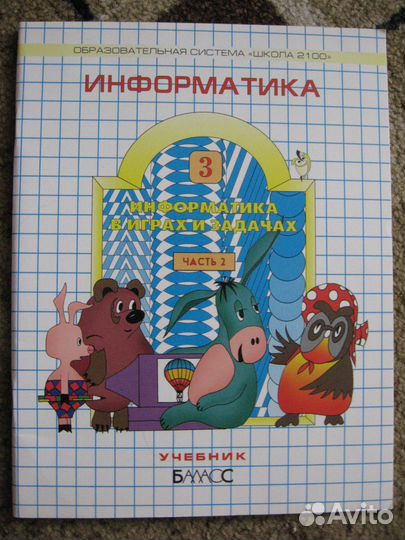 ОБРАЗОВАТЕЛЬНАЯ СИСТЕМА «ШКОЛА 2100»
ИНФОРМАТИКА
3
ИНФОРМАТИКА
В ИГРАХ И ЗАДАЧАХ
ЧАСТЬ 2
УЧЕБНИК
БАЛАСС
Avito